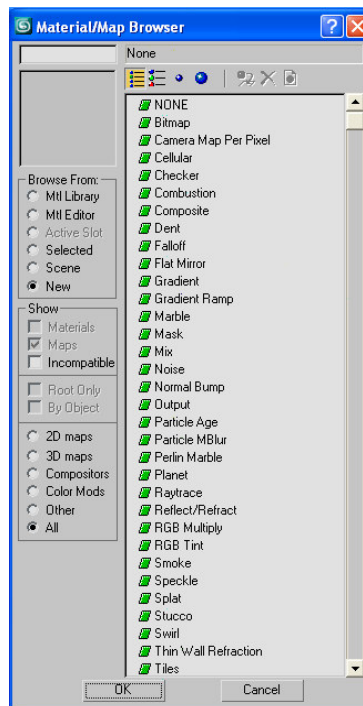 Material/Map Browser
None
Browse From:
Mtl Library
Mtl Editor
Active Slot
Selected
Scene
New
Show
Materials
Maps
Incompatible
Root Only
By Object
2D maps
3D maps
Compositors
Color Mods
Other
All
NONE
Bitmap
Camera Map Per Pixel
Cellular
Checker
Combustion
Composite
Dent
Falloff
Flat Mirror
Gradient
Gradient Ramp
Marble
Mask
Mix
Noise
Normal Bump
Output
Particle Age
Particle MBlur
Perlin Marble
Planet
Raytrace
Reflect/Refract
RGB Multiply
RGB Tint
Smoke
Speckle
Splat
Stucco
Swirl
Thin Wall Refraction
Tiles
OK
Cancel